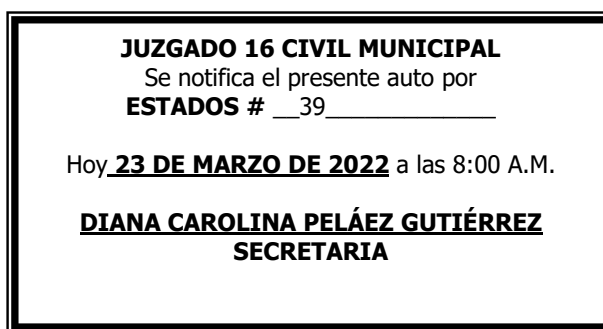 JUZGADO 16 CIVIL MUNICIPAL
Se notifica el presente auto por
ESTADOS # __39_____________
Hoy 23 DE MARZO DE 2022 a las 8:00 A.M.
DIANA CAROLINA PELÁEZ GUTIÉRREZ
SECRETARIA